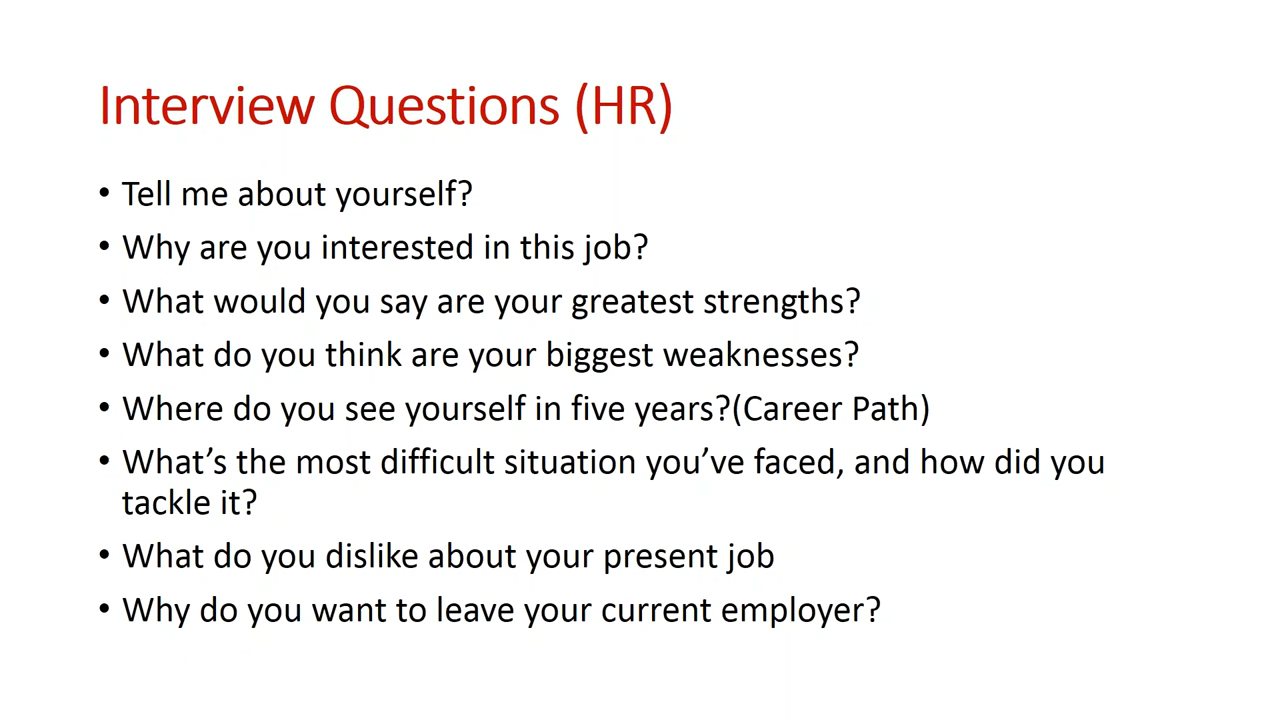 Interview Questions (HR)
• Tell me about yourself?
• Why are you interested in this job?
• What would you say are your greatest strengths?
• What do you think are your biggest weaknesses?
• Where do you see yourself in five years?(Career Path)
• What’s the most difficult situation you’ve faced, and how did you
tackle it?
• What do you dislike about your present job
• Why do you want to leave your current employer?